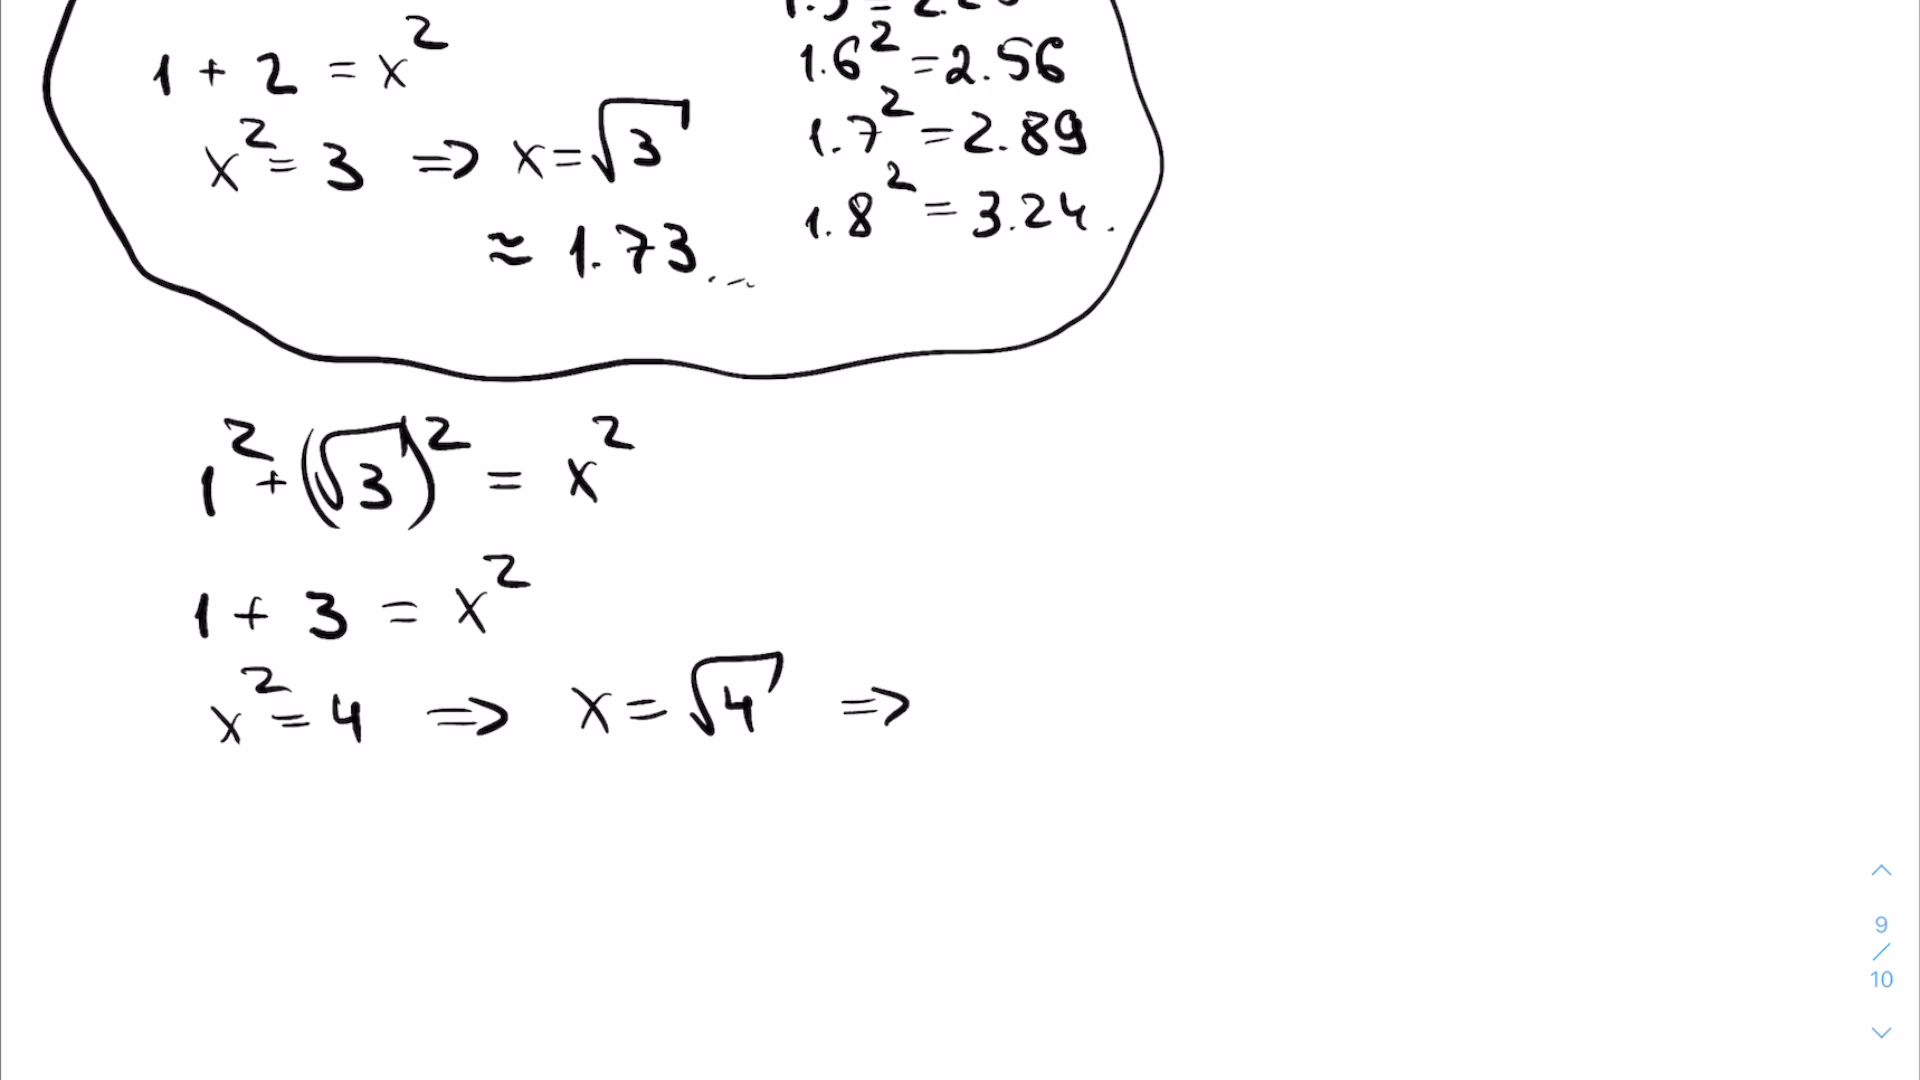 1 + 2 = x²
x² = 3 => x = √3
≈ 1.73...
1.6² = 2.56
1.7² = 2.89
1.8² = 3.24.
1² + (√3)² = x²
1 + 3 = x²
x² = 4 => x = √4 =>
9
/
10